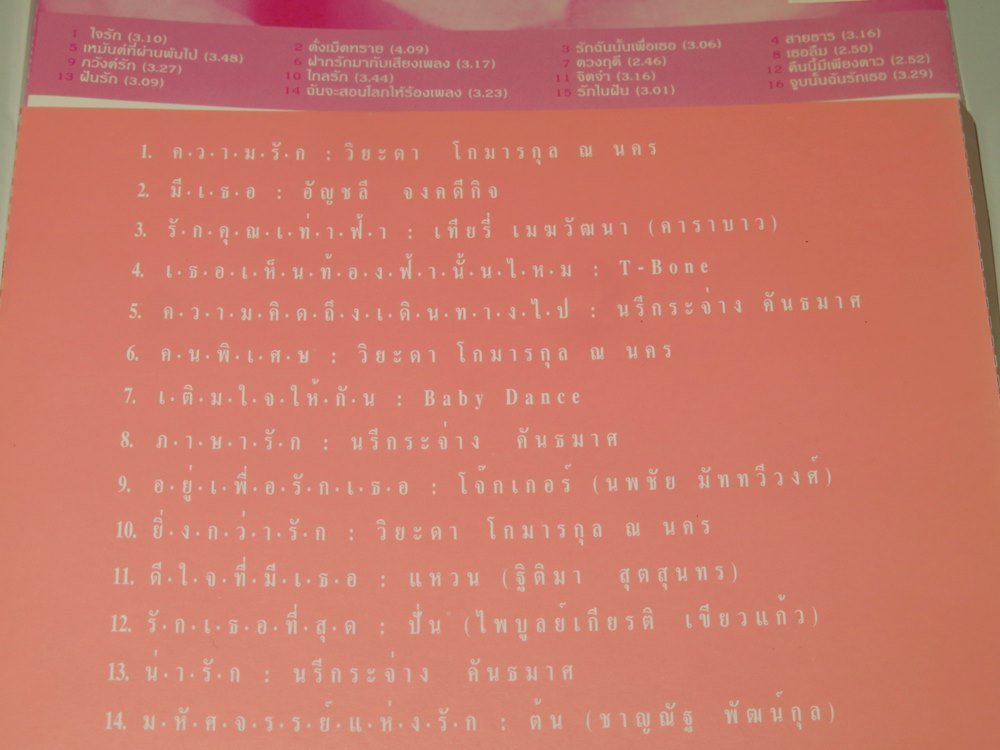 1 ใจรัก (3.10) 2 ดั่งเม็ดทราย (4.09) 3 รักฉันนั้นเพื่อเธอ (3.06) 4 สายธาร (3.16)
5 เหมันต์ที่ผ่านพ้นไป (3.48) 6 ฝากรักมากับเสียงเพลง (3.17) 7 ดวงฤดี (2.46) 8 เธอลืม (2.50)
9 ภวังค์รัก (3.27) 10 ไกลรัก (3.44) 11 จิตจำ (3.16) 12 คืนนี้มีเพียงดาว (2.52)
13 ฝืนรัก (3.09) 14 ฉันจะสอนโลกให้ร้องเพลง (3.23) 15 รักในฝัน (3.01) 16 จูบนั้นฉันรักเธอ (3.29)
1. ค.ว.า.ม.รั.ก : วิยะดา โกมารกุล ณ นคร
2. มี.เ.ธ.อ : อัญชลี จงคดีกิจ
3. รั.ก.คุ.ณ.เ.ท่.า.ฟ้.า : เทียรี่ เมฆวัฒนา (คาราบาว)
4. เ.ธ.อ.เ.ห็.น.ท้.อ.ง.ฟ้.า.นั้.น.ไ.ห.ม : T-Bone
5. ค.ว.า.ม.คิ.ด.ถึ.ง.เ.ดิ.น.ท.า.ง.ไ.ป : นรีกระจ่าง คันธมาศ
6. ค.น.พิ.เ.ศ.ษ : วิยะดา โกมารกุล ณ นคร
7. เ.ติ.ม.ใ.จ.ใ.ห้.กั.น : Baby Dance
8. ภ.า.ษ.า.รั.ก : นรีกระจ่าง คันธมาศ
9. อ.ยู่.เ.พื่.อ.รั.ก.เ.ธ.อ : โจ๊กเกอร์ (นพชัย มัททวีวงศ์)
10. ยิ่.ง.ก.ว่.า.รั.ก : วิยะดา โกมารกุล ณ นคร
11. ดี.ใ.จ.ที่.มี.เ.ธ.อ : แหวน (ฐิติมา สุตสุนทร)
12. รั.ก.เ.ธ.อ.ที่.สุ.ด : ปั่น (ไพบูลย์เกียรติ เขียวแก้ว)
13. น่.า.รั.ก : นรีกระจ่าง คันธมาศ
14. ม.หั.ศ.จ.ร.ร.ย์.แ.ห่.ง.รั.ก : ต้น (ชาญณัฐ พัฒน์กุล)